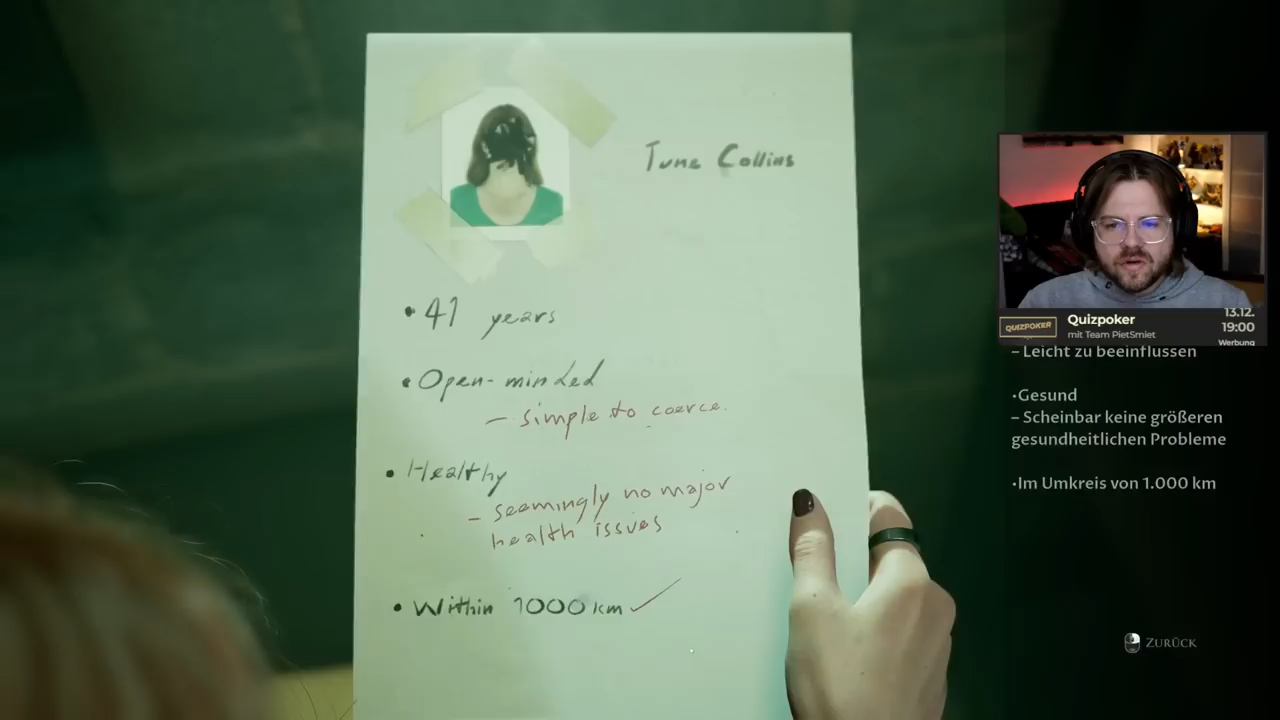 Tune Collins
• 41 years
• Open-minded
– simple to coerce.
• Healthy
– seemingly no major
health issues
• Within 1000 km ✓
QUIZPOKER
Quizpoker
mit Team PietSmiet
13.12.
19:00
Werbung
– Leicht zu beeinflussen
·Gesund
– Scheinbar keine größeren
gesundheitlichen Probleme
·Im Umkreis von 1.000 km
ZURÜCK